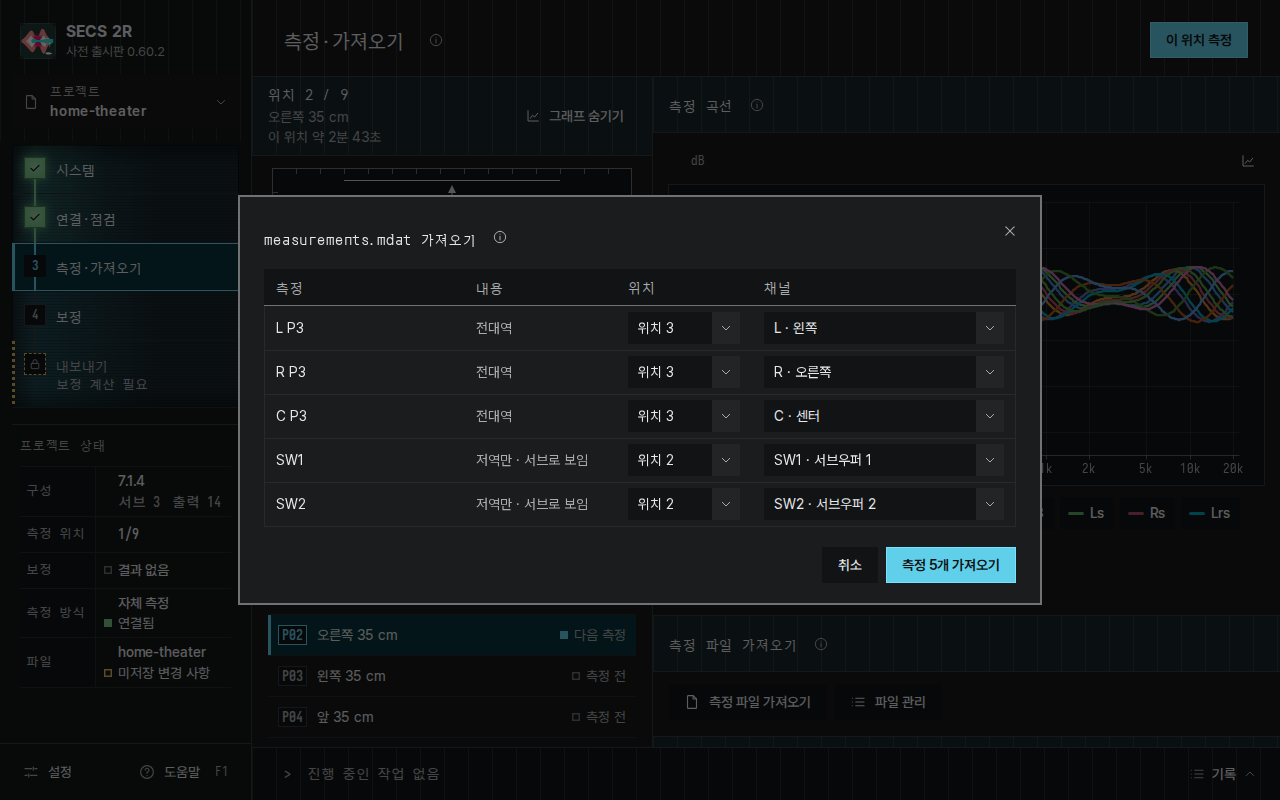 SECS 2R
사전 출시판 0.60.2
프로젝트
home-theater
시스템
연결·점검
3 측정·가져오기
4 보정
내보내기
보정 계산 필요
프로젝트 상태
구성 7.1.4
서브 3 출력 14
측정 위치 1/9
보정 결과 없음
측정 방식 자체 측정
연결됨
파일 home-theater
미저장 변경 사항
설정 도움말 F1
측정·가져오기
이 위치 측정
위치 2 / 9
오른쪽 35 cm
이 위치 약 2분 43초
그래프 숨기기
측정 곡선
dB
measurements.mdat 가져오기
측정 내용 위치 채널
L P3 전대역 위치 3 L · 왼쪽
R P3 전대역 위치 3 R · 오른쪽
C P3 전대역 위치 3 C · 센터
SW1 저역만 · 서브로 보임 위치 2 SW1 · 서브우퍼 1
SW2 저역만 · 서브로 보임 위치 2 SW2 · 서브우퍼 2
취소 측정 5개 가져오기
2k 5k 10k 20k
Ls Rs Lrs
P02 오른쪽 35 cm 다음 측정
P03 왼쪽 35 cm 측정 전
P04 앞 35 cm 측정 전
측정 파일 가져오기
측정 파일 가져오기 파일 관리
> 진행 중인 작업 없음
기록